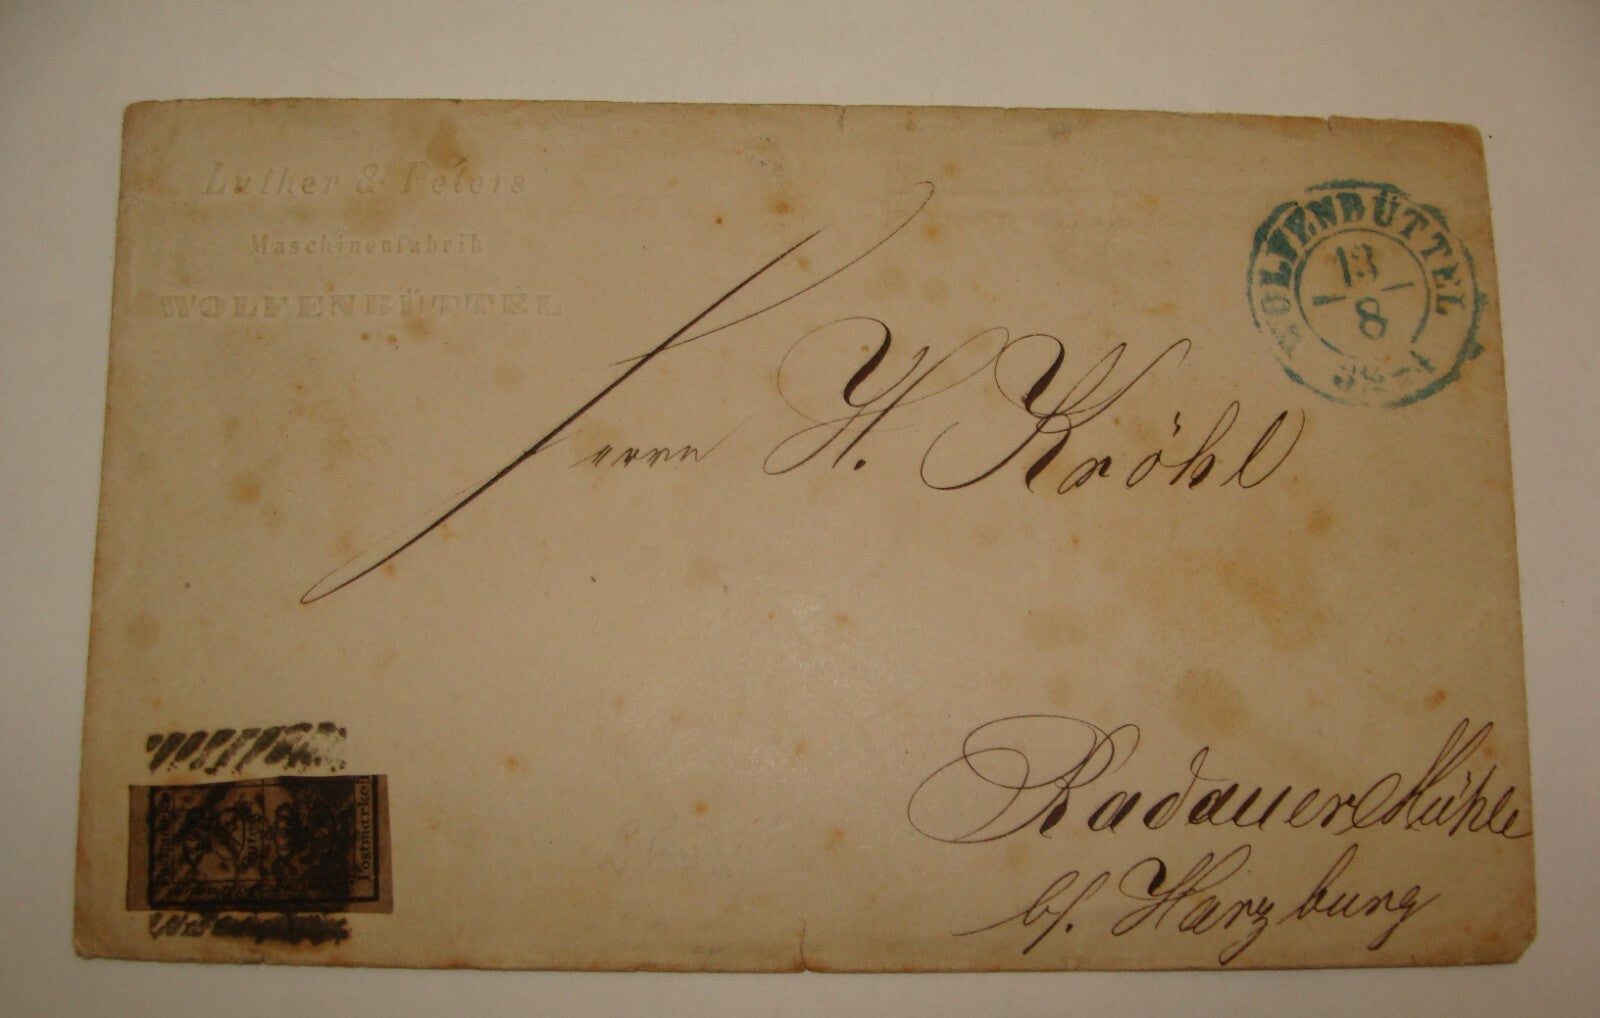 Luther & Peters
Maschinenfabrik
WOLFENBÜTTEL
WOLFENBÜTTEL
13
8
Herrn H. Kröhl
Radauer Mühle
b/. Harzburg
Postmarke